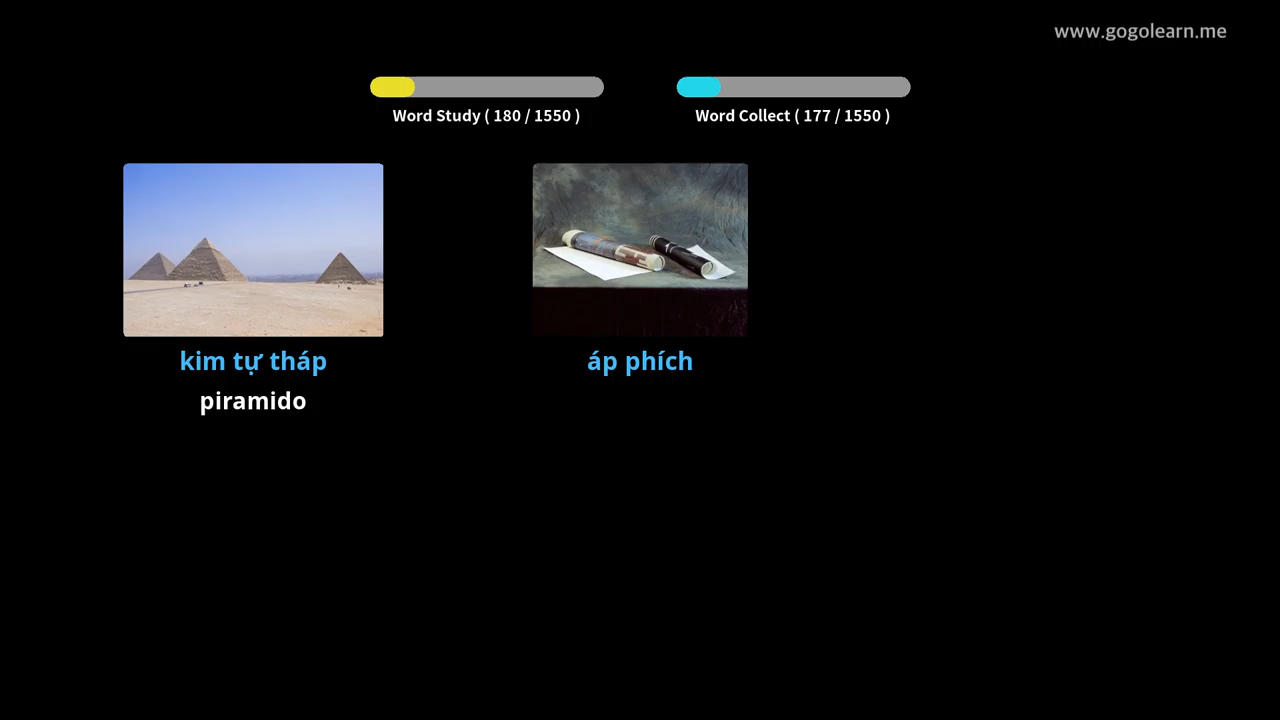 www.gogolearn.me
Word Study ( 180 / 1550 )
Word Collect ( 177 / 1550 )
kim tự tháp
áp phích
piramido